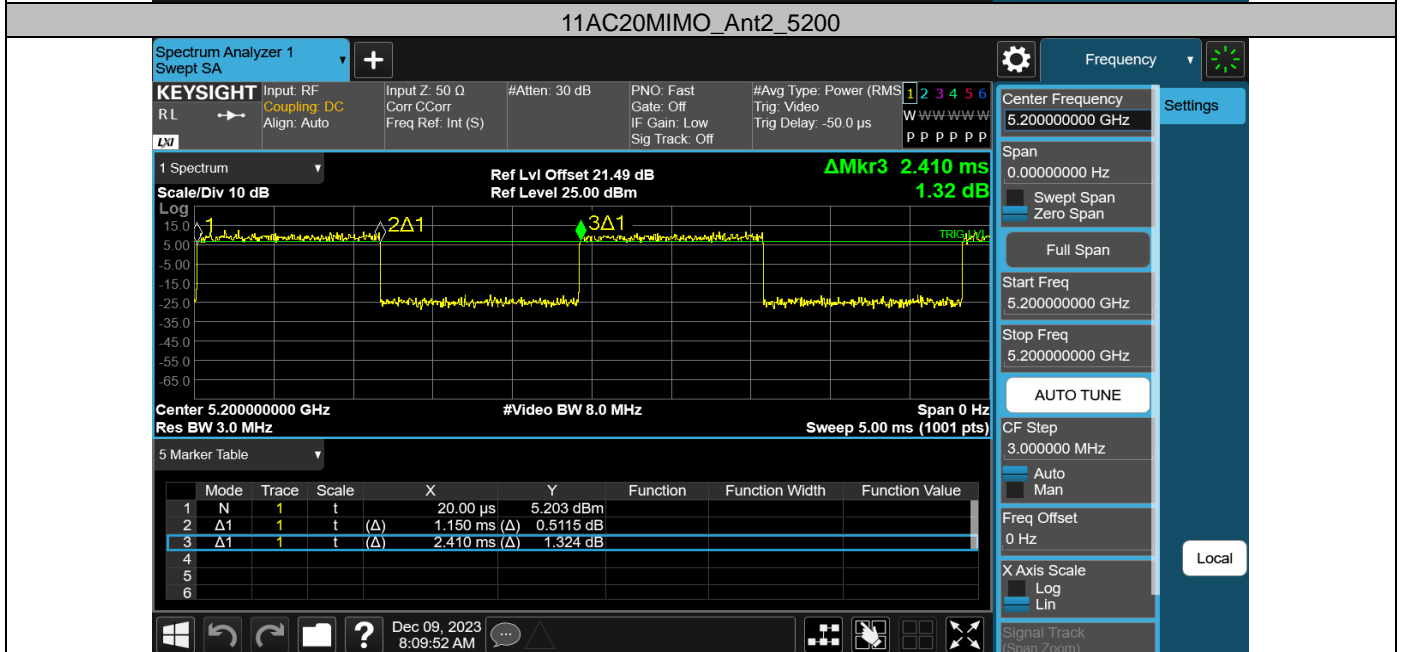 11AC20MIMO_Ant2_5200
Spectrum Analyzer 1
Swept SA
Frequency
KEYSIGHT
RL
LXI
Input: RF
Coupling: DC
Align: Auto
Input Z: 50 Ω
Corr CCorr
Freq Ref: Int (S)
#Atten: 30 dB
PNO: Fast
Gate: Off
IF Gain: Low
Sig Track: Off
#Avg Type: Power (RMS
Trig: Video
Trig Delay: -50.0 µs
1 2 3 4 5 6
W W W W W W
P P P P P P
Settings
Center Frequency
5.200000000 GHz
Span
0.00000000 Hz
Swept Span
Zero Span
Full Span
Start Freq
5.200000000 GHz
Stop Freq
5.200000000 GHz
AUTO TUNE
CF Step
3.000000 MHz
Auto
Man
Freq Offset
0 Hz
X Axis Scale
Log
Lin
Signal Track
(Span Zoom)
Local
1 Spectrum
Scale/Div 10 dB
Ref Lvl Offset 21.49 dB
Ref Level 25.00 dBm
ΔMkr3 2.410 ms
1.32 dB
Log
15.0
5.00
-5.00
-15.0
-25.0
-35.0
-45.0
-55.0
-65.0
1
2Δ1
3Δ1
TRIG LVL
Center 5.200000000 GHz
#Video BW 8.0 MHz
Span 0 Hz
Res BW 3.0 MHz
Sweep 5.00 ms (1001 pts)
5 Marker Table
Mode Trace Scale X Y Function Function Width Function Value
1 N 1 t 20.00 µs 5.203 dBm
2 Δ1 1 t (Δ) 1.150 ms (Δ) 0.5115 dB
3 Δ1 1 t (Δ) 2.410 ms (Δ) 1.324 dB
4
5
6
Dec 09, 2023
8:09:52 AM